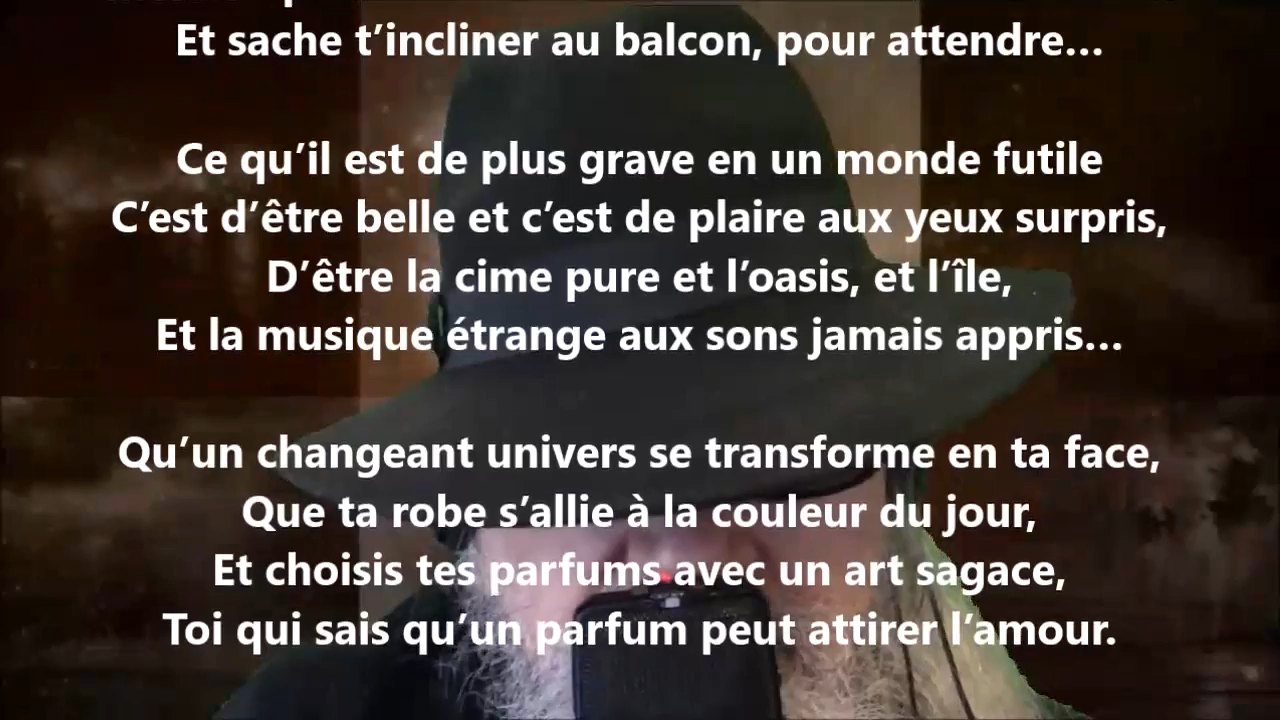 Et sache t’incliner au balcon, pour attendre…
Ce qu’il est de plus grave en un monde futile
C’est d’être belle et c’est de plaire aux yeux surpris,
D’être la cime pure et l’oasis, et l’île,
Et la musique étrange aux sons jamais appris…
Qu’un changeant univers se transforme en ta face,
Que ta robe s’allie à la couleur du jour,
Et choisis tes parfums avec un art sagace,
Toi qui sais qu’un parfum peut attirer l’amour.